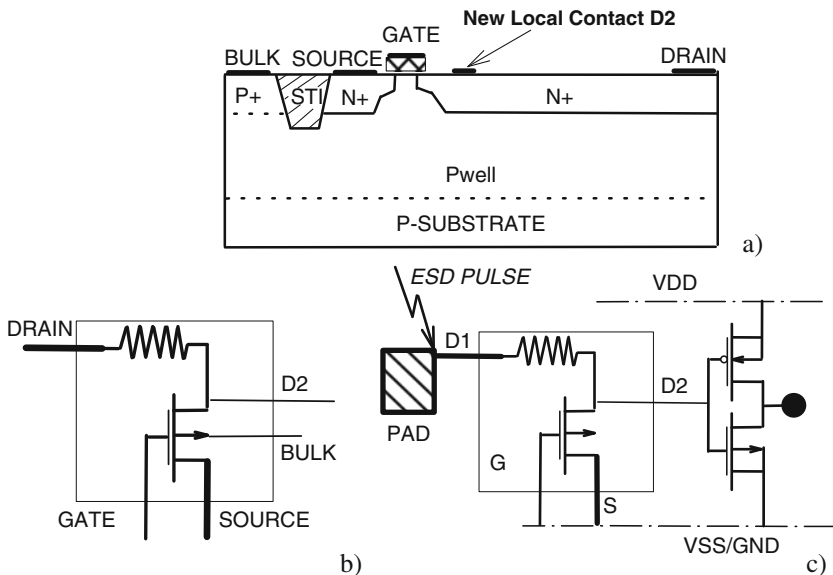 New Local Contact D2
GATE
BULK SOURCE DRAIN
P+ STI N+ N+
Pwell
P-SUBSTRATE
a)
ESD PULSE
VDD
DRAIN
D1
D2
D2
PAD
BULK
G
GATE SOURCE
S
VSS/GND
b)
c)